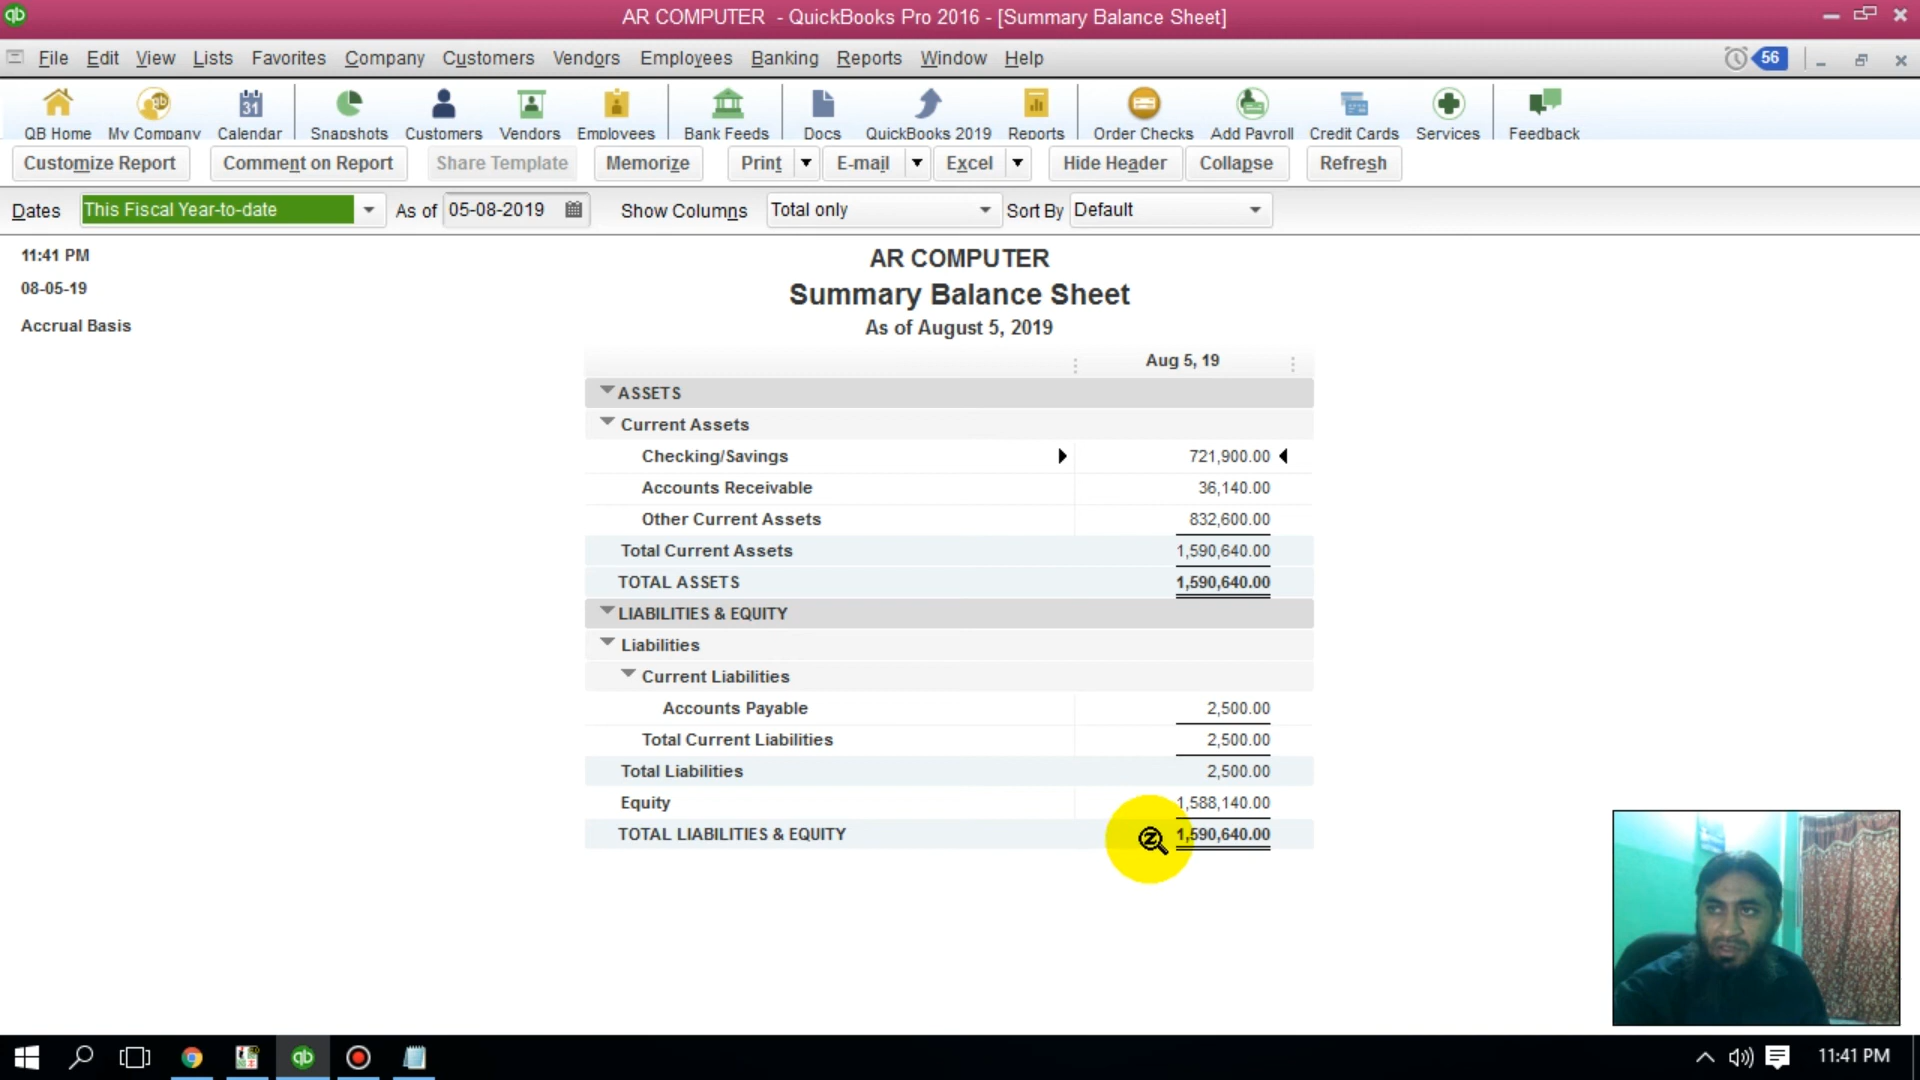 qb
AR COMPUTER - QuickBooks Pro 2016 - [Summary Balance Sheet]
File Edit View Lists Favorites Company Customers Vendors Employees Banking Reports Window Help
56
31
QB Home My Company Calendar Snapshots Customers Vendors Employees Bank Feeds Docs QuickBooks 2019 Reports Order Checks Add Payroll Credit Cards Services Feedback
Customize Report Comment on Report Share Template Memorize Print E-mail Excel Hide Header Collapse Refresh
Dates This Fiscal Year-to-date As of 05-08-2019 Show Columns Total only Sort By Default
11:41 PM
08-05-19
Accrual Basis
AR COMPUTER
Summary Balance Sheet
As of August 5, 2019
Aug 5, 19
ASSETS
Current Assets
Checking/Savings 721,900.00
Accounts Receivable 36,140.00
Other Current Assets 832,600.00
Total Current Assets 1,590,640.00
TOTAL ASSETS 1,590,640.00
LIABILITIES & EQUITY
Liabilities
Current Liabilities
Accounts Payable 2,500.00
Total Current Liabilities 2,500.00
Total Liabilities 2,500.00
Equity 1,588,140.00
TOTAL LIABILITIES & EQUITY 1,590,640.00
qb
11:41 PM